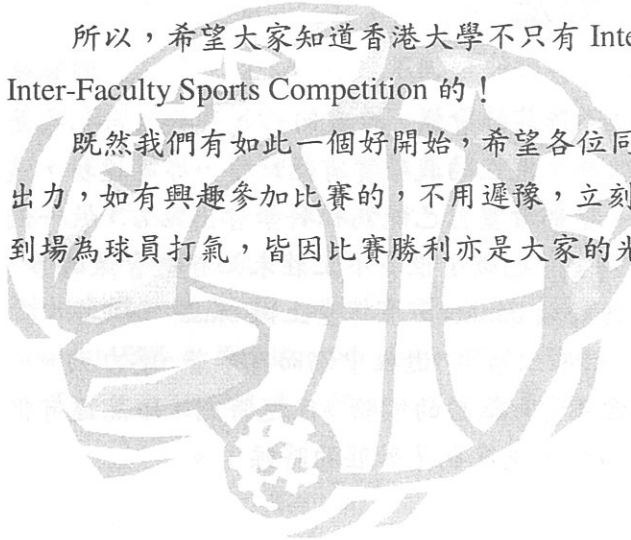 所以，希望大家知道香港大學不只有 Inte
Inter-Faculty Sports Competition 的！
既然我們有如此一個好開始，希望各位同
出力，如有興趣參加比賽的，不用遲豫，立刻
到場為球員打氣，皆因比賽勝利亦是大家的光